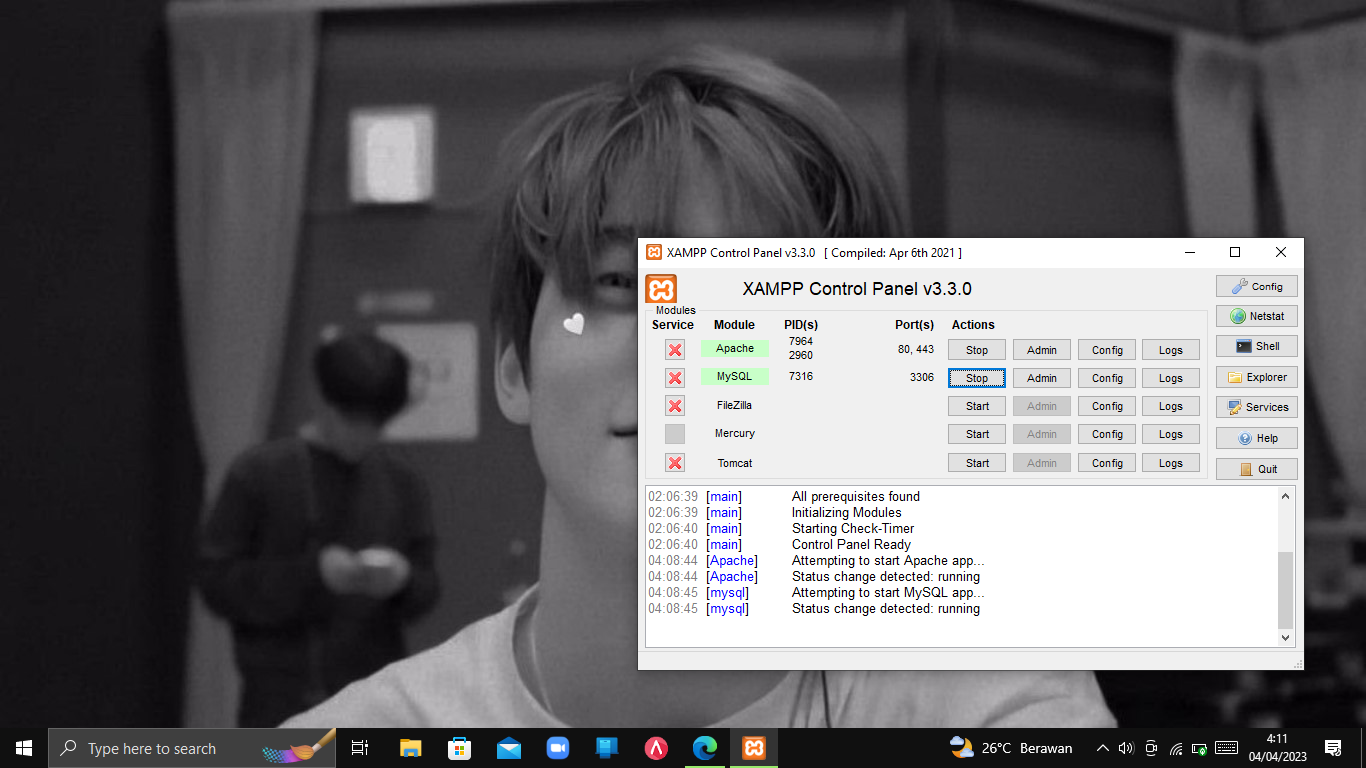 XAMPP Control Panel v3.3.0 [ Compiled: Apr 6th 2021 ]
XAMPP Control Panel v3.3.0
Config
Modules
Service Module PID(s) Port(s) Actions
Netstat
Apache 7964 2960 80, 443 Stop Admin Config Logs
Shell
MySQL 7316 3306 Stop Admin Config Logs
Explorer
FileZilla Start Admin Config Logs
Services
Mercury Start Admin Config Logs
Help
Tomcat Start Admin Config Logs
Quit
02:06:39 [main] All prerequisites found
02:06:39 [main] Initializing Modules
02:06:40 [main] Starting Check-Timer
02:06:40 [main] Control Panel Ready
04:08:44 [Apache] Attempting to start Apache app...
04:08:44 [Apache] Status change detected: running
04:08:45 [mysql] Attempting to start MySQL app...
04:08:45 [mysql] Status change detected: running
Type here to search
26°C Berawan
4:11
04/04/2023